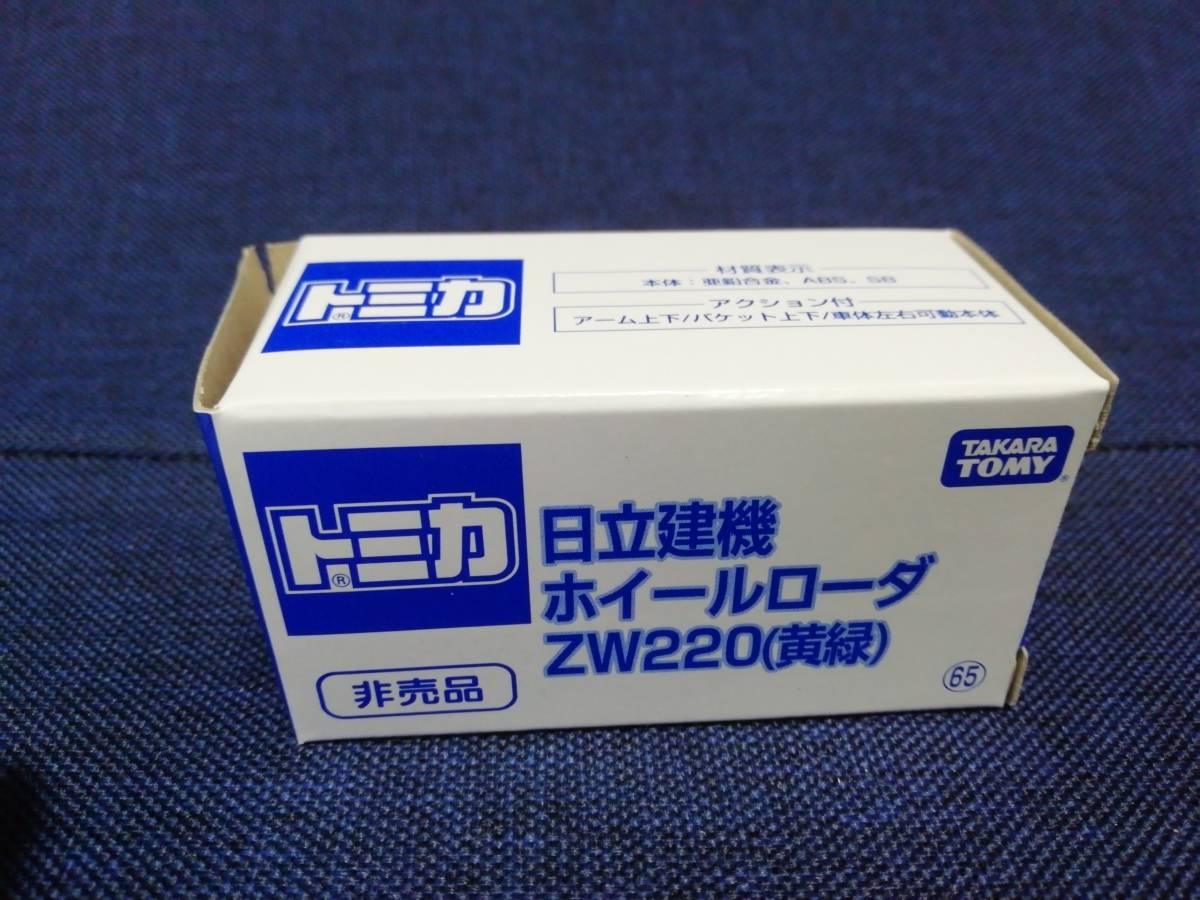 トミカ
®
材質表示
本体：亜鉛合金、ABS、SB
アクション付
アーム上下/バケット上下/車体左右可動本体
TAKARA
TOMY
®
トミカ
®
日立建機
ホイールローダ
ZW220(黄緑)
非売品
65